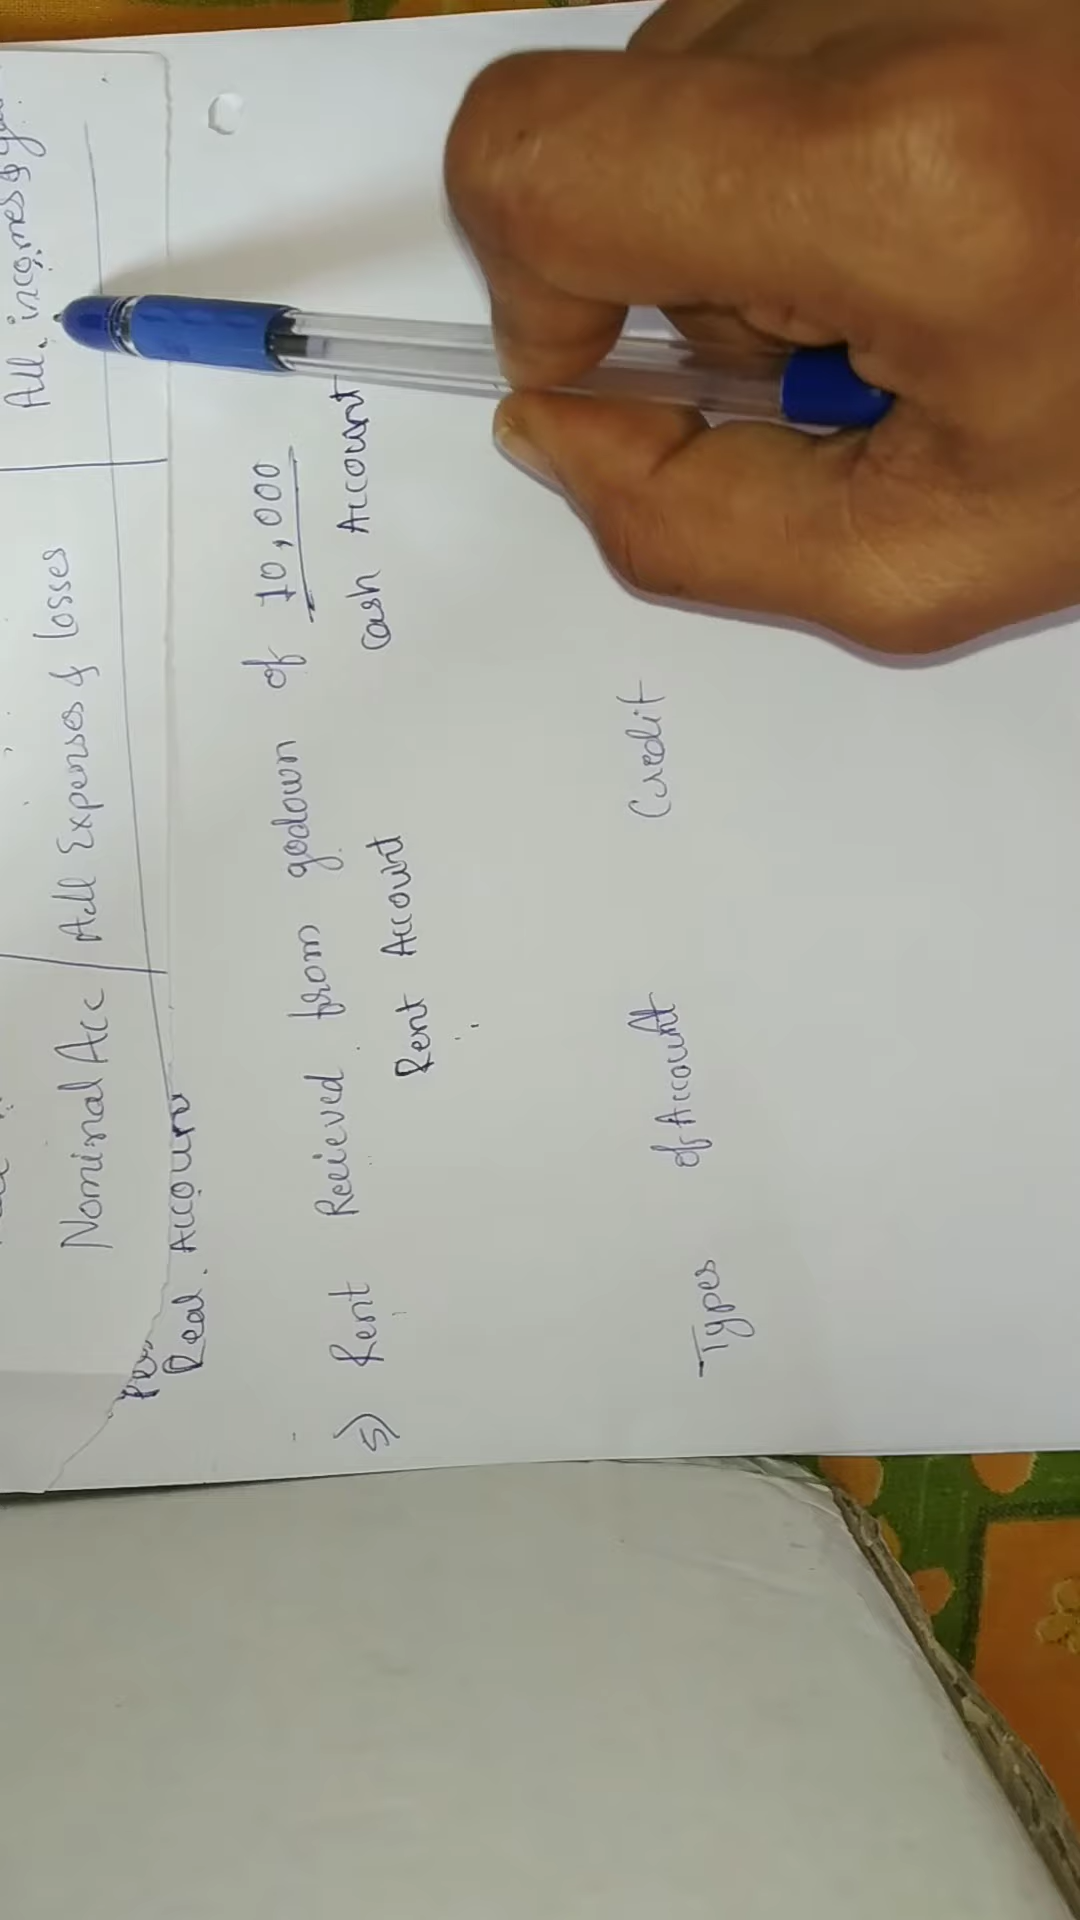 Nominal Acc All Expenses & losses All incomes &
Real. Account
5) Rent Recieved from godown of 10,000
Rent Account Cash Account
Types of Account Credit